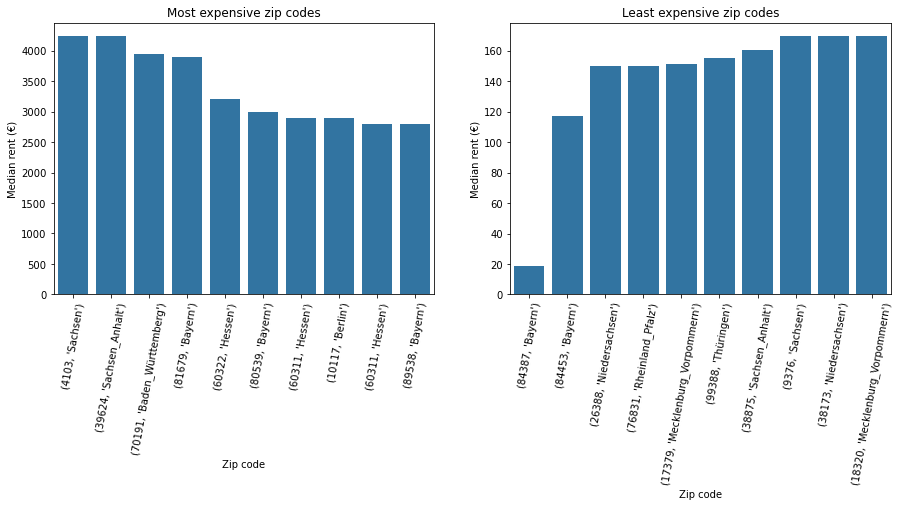 Most expensive zip codes
Median rent (€)
4000
3500
3000
2500
2000
1500
1000
500
0
(4103, 'Sachsen')
(39624, 'Sachsen_Anhalt')
(70191, 'Baden_Württemberg')
(81679, 'Bayern')
(60322, 'Hessen')
(80539, 'Bayern')
(60311, 'Hessen')
(10117, 'Berlin')
(60311, 'Hessen')
(89538, 'Bayern')
Zip code
Least expensive zip codes
Median rent (€)
160
140
120
100
80
60
40
20
0
(84387, 'Bayern')
(84453, 'Bayern')
(26388, 'Niedersachsen')
(76831, 'Rheinland_Pfalz')
(17379, 'Mecklenburg_Vorpommern')
(99388, 'Thüringen')
(38875, 'Sachsen_Anhalt')
(9376, 'Sachsen')
(38173, 'Niedersachsen')
(18320, 'Mecklenburg_Vorpommern')
Zip code